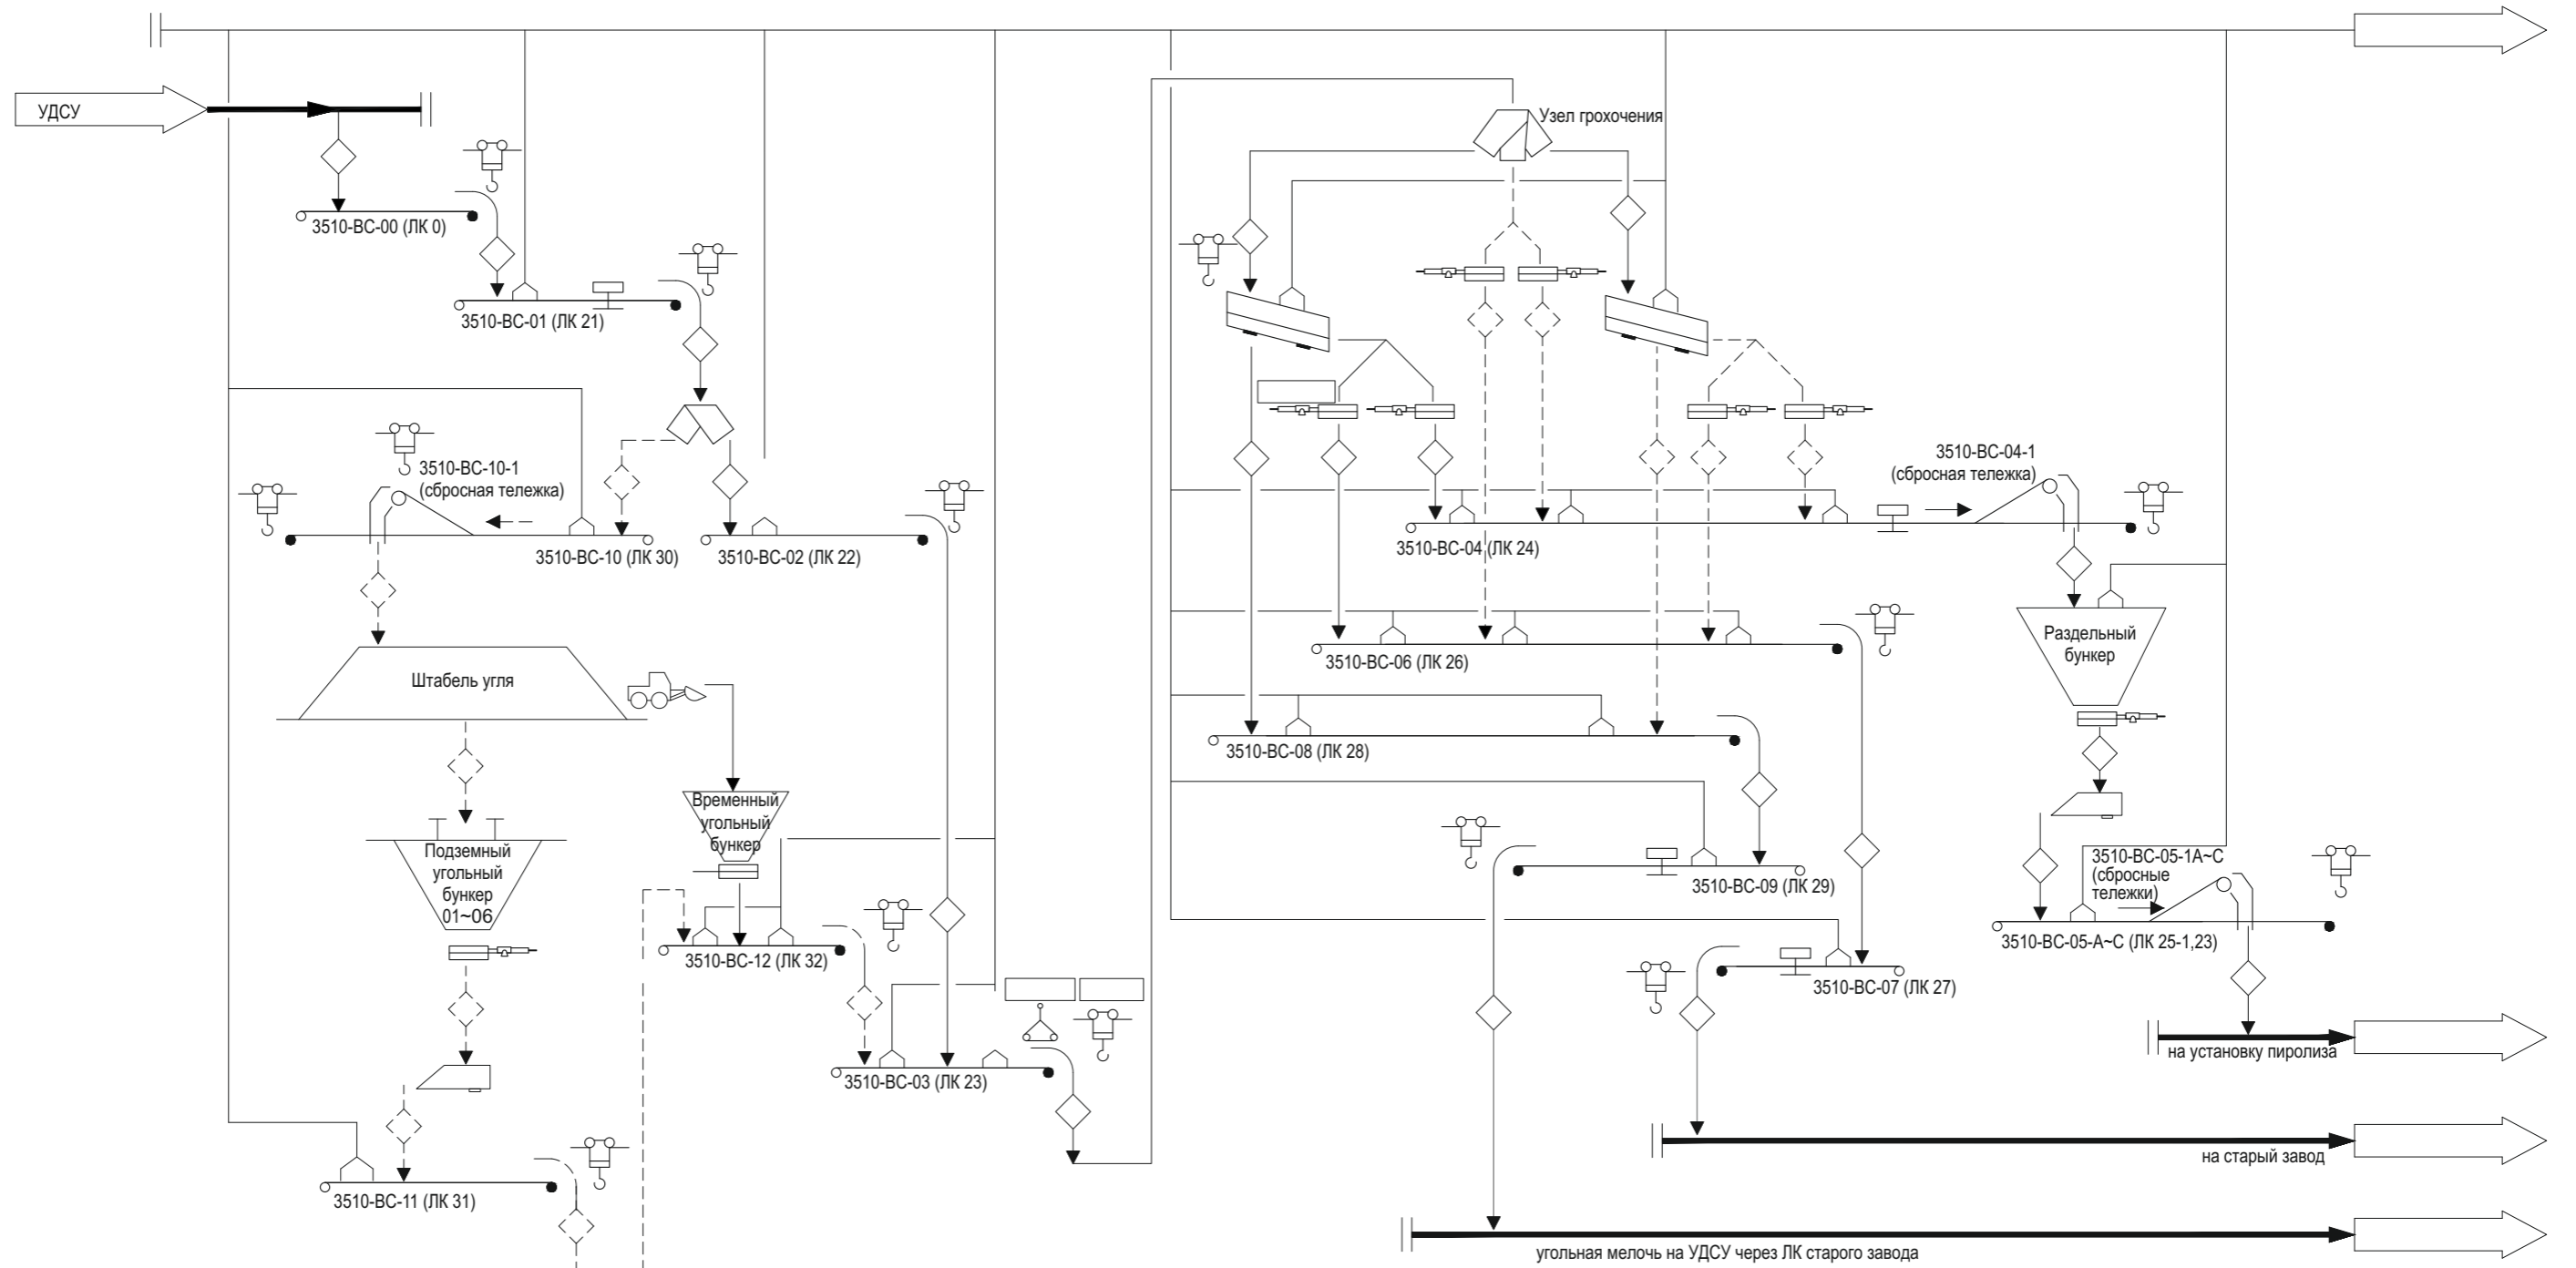 УДСУ
Узел грохочения
3510-ВС-00 (ЛК 0)
3510-ВС-01 (ЛК 21)
3510-ВС-10-1
(сбросная тележка)
3510-ВС-04-1
(сбросная тележка)
3510-ВС-10 (ЛК 30)
3510-ВС-02 (ЛК 22)
3510-ВС-04 (ЛК 24)
Раздельный
бункер
3510-ВС-06 (ЛК 26)
Штабель угля
3510-ВС-08 (ЛК 28)
Временный
угольный
бункер
Подземный
угольный
бункер
01~06
3510-ВС-09 (ЛК 29)
3510-ВС-05-1А~С
(сбросные
тележки)
3510-ВС-05-А~С (ЛК 25-1,23)
3510-ВС-12 (ЛК 32)
3510-ВС-07 (ЛК 27)
на установку пиролиза
3510-ВС-03 (ЛК 23)
на старый завод
3510-ВС-11 (ЛК 31)
угольная мелочь на УДСУ через ЛК старого завода